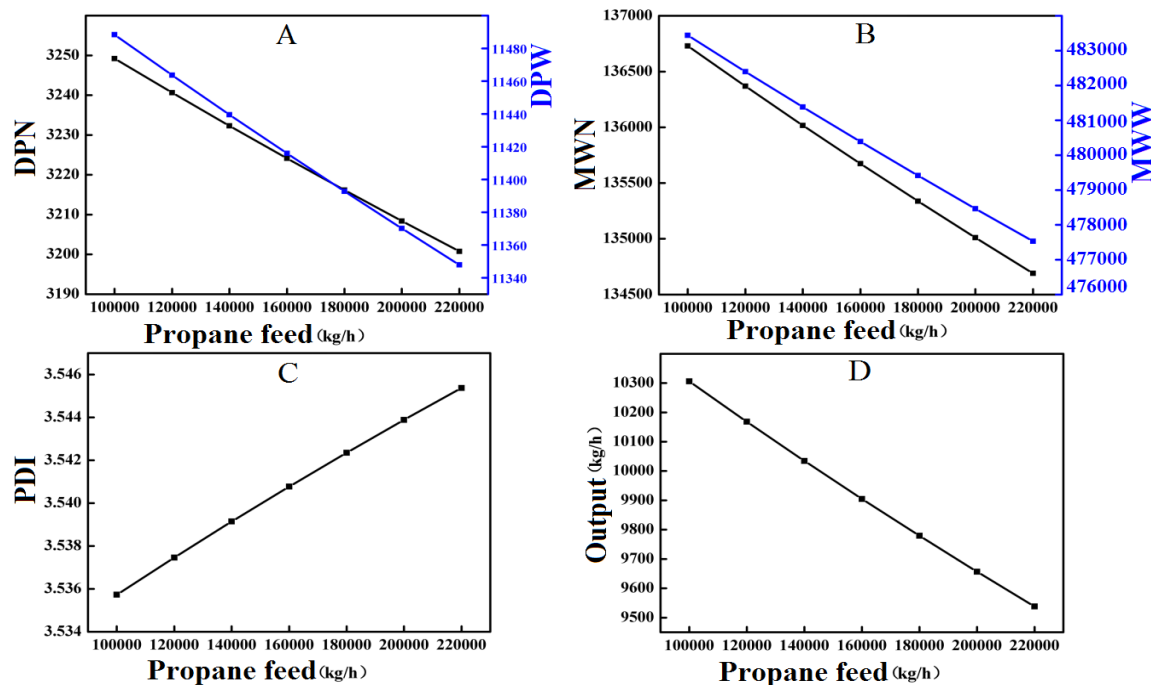 A
3250
3240
3230
3220
3210
3200
3190
DPN
11480
11460
11440
11420
11400
11380
11360
11340
DPW
100000 120000 140000 160000 180000 200000 220000
Propane feed(kg/h)
B
137000
136500
136000
135500
135000
134500
MWN
483000
482000
481000
480000
479000
478000
477000
476000
MWW
100000 120000 140000 160000 180000 200000 220000
Propane feed(kg/h)
C
3.546
3.544
3.542
3.540
3.538
3.536
3.534
PDI
100000 120000 140000 160000 180000 200000 220000
Propane feed(kg/h)
D
10300
10200
10100
10000
9900
9800
9700
9600
9500
Output(kg/h)
100000 120000 140000 160000 180000 200000 220000
Propane feed(kg/h)